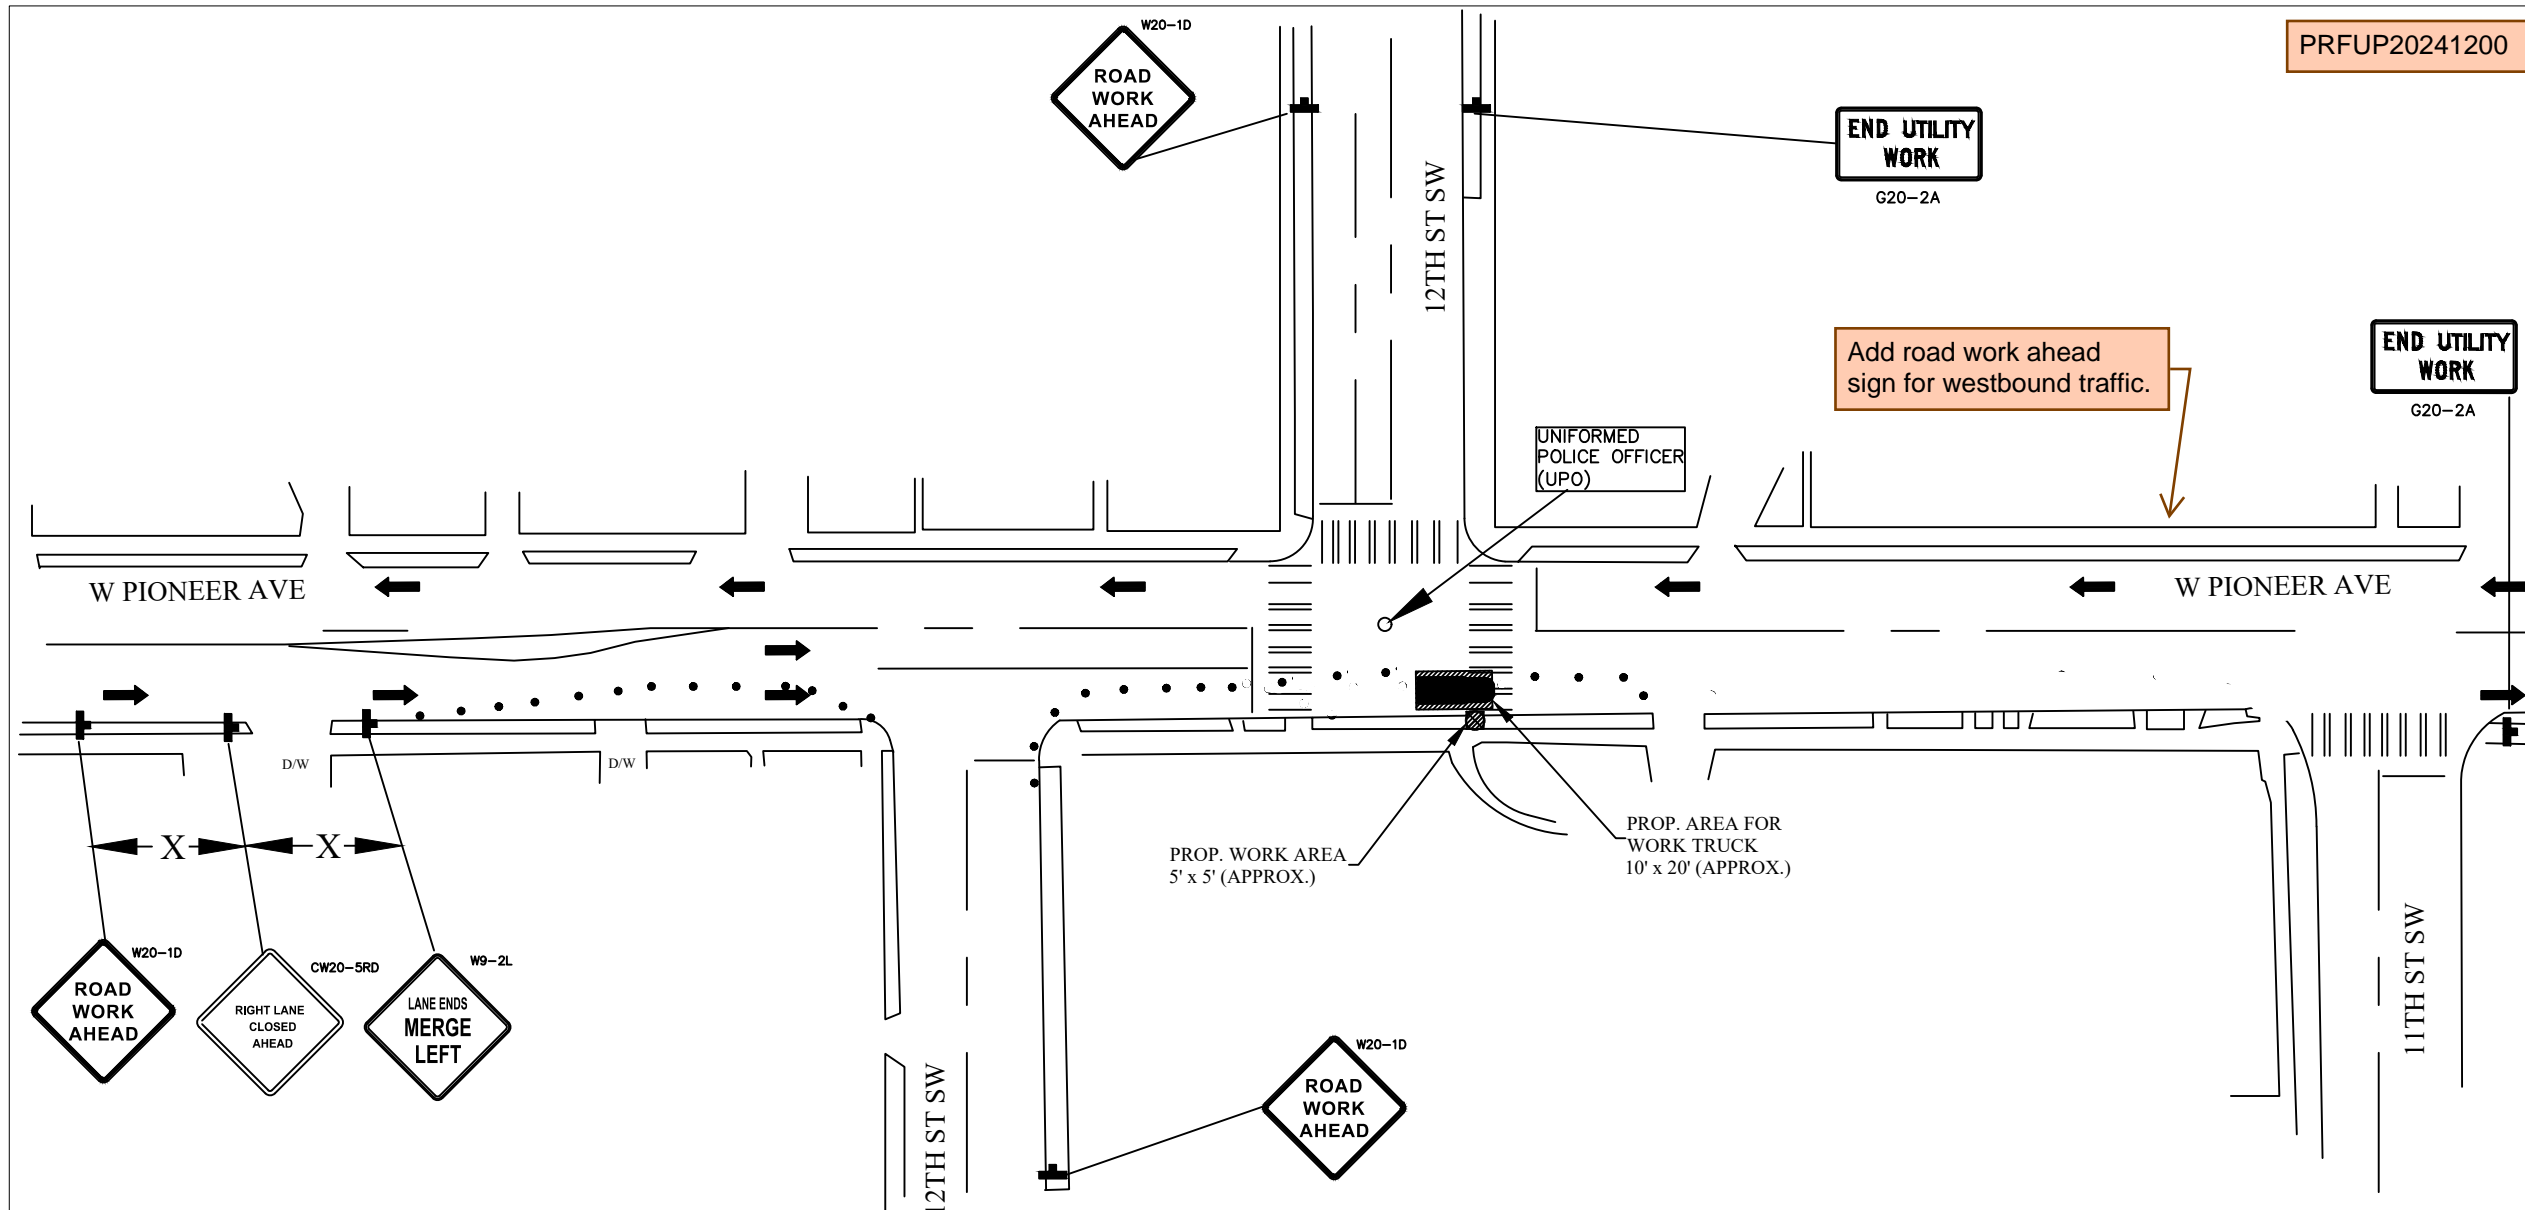 W20-1D
ROAD
WORK
AHEAD
PRFUP20241200
END UTILITY
WORK
G20-2A
12TH ST SW
Add road work ahead
sign for westbound traffic.
END UTILITY
WORK
G20-2A
UNIFORMED
POLICE OFFICER
(UPO)
W PIONEER AVE
W PIONEER AVE
D/W
D/W
X
X
PROP. WORK AREA
5' x 5' (APPROX.)
PROP. AREA FOR
WORK TRUCK
10' x 20' (APPROX.)
W20-1D
ROAD
WORK
AHEAD
CW20-5RD
RIGHT LANE
CLOSED
AHEAD
W9-2L
LANE ENDS
MERGE
LEFT
12TH ST SW
W20-1D
ROAD
WORK
AHEAD
11TH ST SW